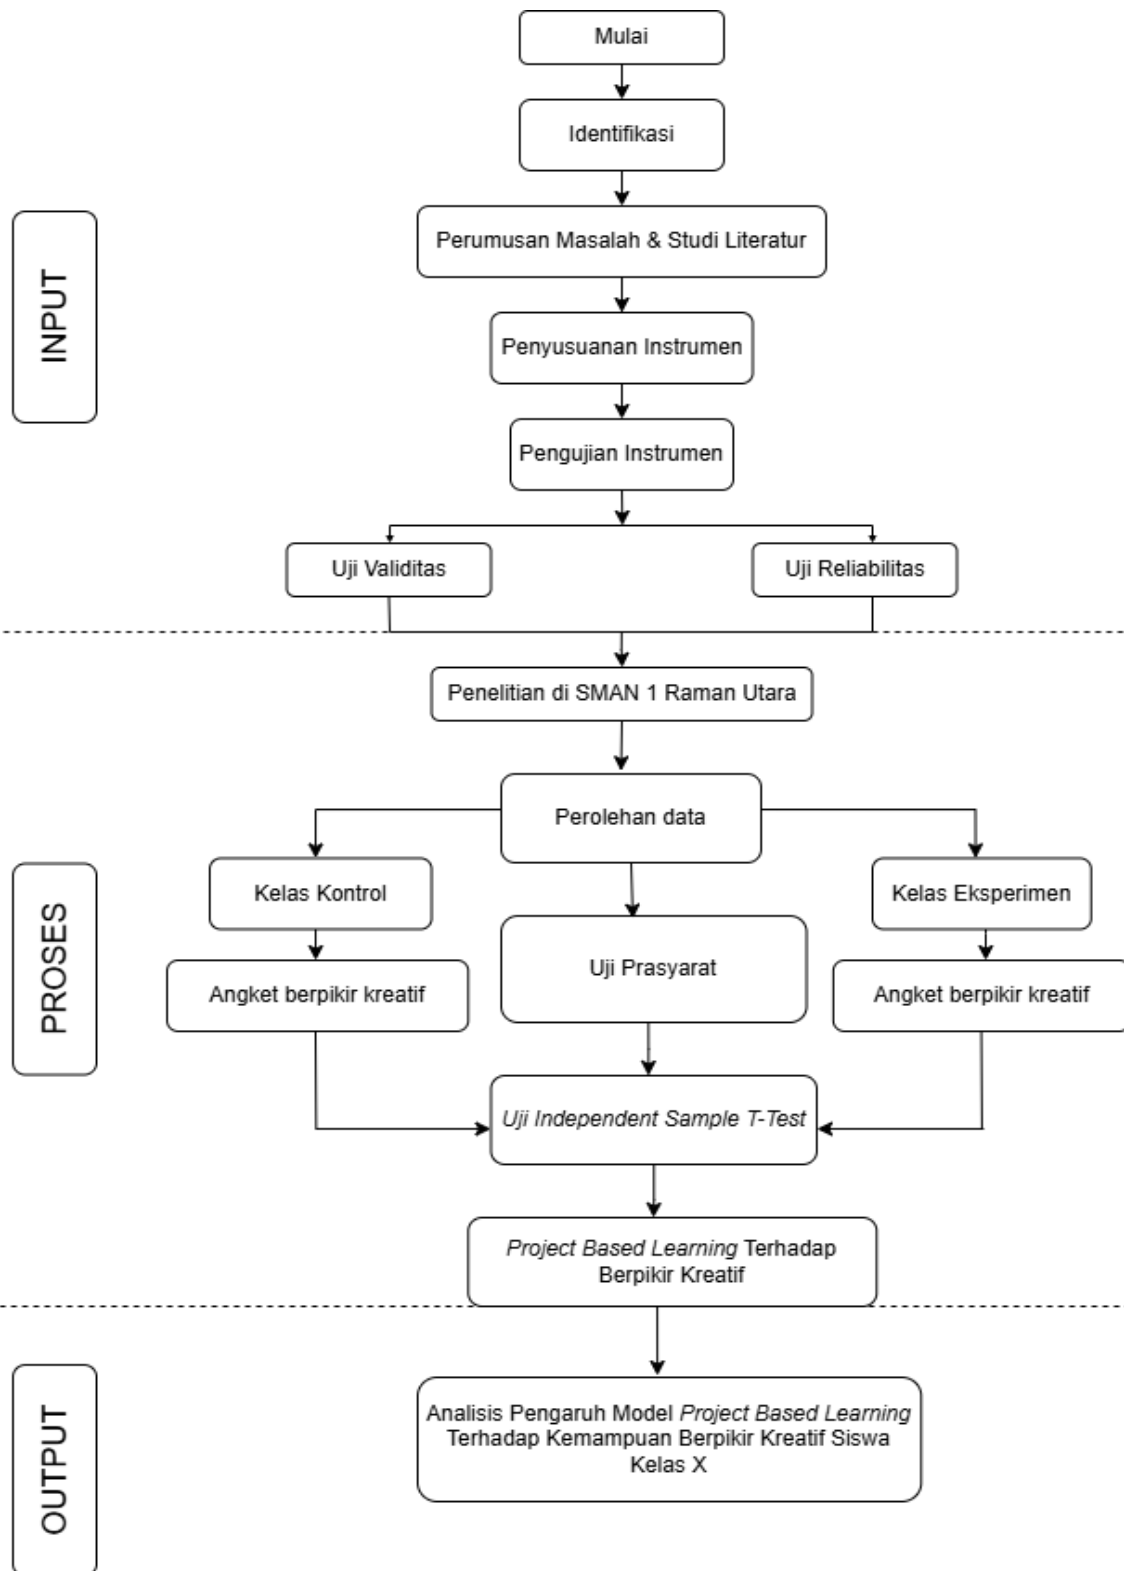 Mulai
Identifikasi
Perumusan Masalah & Studi Literatur
INPUT
Penyusuanan Instrumen
Pengujian Instrumen
Uji Validitas
Uji Reliabilitas
Penelitian di SMAN 1 Raman Utara
Perolehan data
Kelas Kontrol
Kelas Eksperimen
PROSES
Uji Prasyarat
Angket berpikir kreatif
Angket berpikir kreatif
Uji Independent Sample T-Test
Project Based Learning Terhadap
Berpikir Kreatif
OUTPUT
Analisis Pengaruh Model Project Based Learning
Terhadap Kemampuan Berpikir Kreatif Siswa
Kelas X